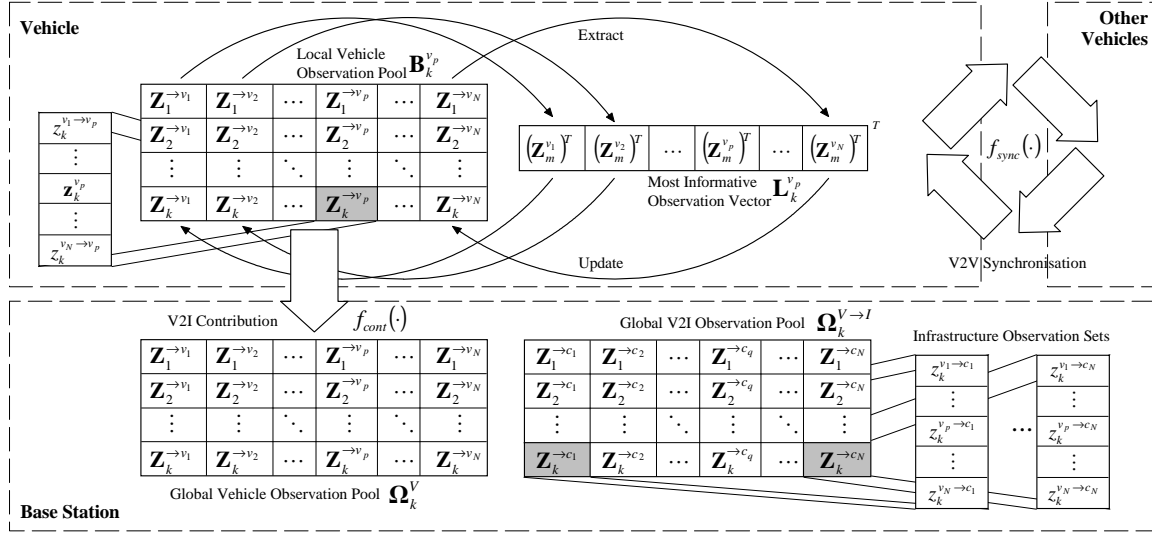 Vehicle
Other
Vehicles
Extract
Local Vehicle
Observation Pool B_k^{v_p}
Z_1^{→v_1} Z_1^{→v_2} ⋯ Z_1^{→v_p} ⋯ Z_1^{→v_N}
Z_2^{→v_1} Z_2^{→v_2} ⋯ Z_2^{→v_p} ⋯ Z_2^{→v_N}
⋮ ⋮ ⋱ ⋮ ⋱ ⋮
Z_k^{→v_1} Z_k^{→v_2} ⋯ Z_k^{→v_p} ⋯ Z_k^{→v_N}
z_k^{v_1→v_p}
⋮
z_k^{v_p}
⋮
z_k^{v_N→v_p}
(Z_m^{v_1})^T (Z_m^{v_2})^T ⋯ (Z_m^{v_p})^T ⋯ (Z_m^{v_N})^T T
Most Informative
Observation Vector L_k^{v_p}
Update
f_{sync}(·)
V2V Synchronisation
V2I Contribution f_{cont}(·)
Z_1^{→v_1} Z_1^{→v_2} ⋯ Z_1^{→v_p} ⋯ Z_1^{→v_N}
Z_2^{→v_1} Z_2^{→v_2} ⋯ Z_2^{→v_p} ⋯ Z_2^{→v_N}
⋮ ⋮ ⋱ ⋮ ⋱ ⋮
Z_k^{→v_1} Z_k^{→v_2} ⋯ Z_k^{→v_p} ⋯ Z_k^{→v_N}
Global Vehicle Observation Pool Ω_k^V
Base Station
Global V2I Observation Pool Ω_k^{V→I}
Z_1^{→c_1} Z_1^{→c_2} ⋯ Z_1^{→c_q} ⋯ Z_1^{→c_N}
Z_2^{→c_1} Z_2^{→c_2} ⋯ Z_2^{→c_q} ⋯ Z_2^{→c_N}
⋮ ⋮ ⋱ ⋮ ⋱ ⋮
Z_k^{→c_1} Z_k^{→c_2} ⋯ Z_k^{→c_q} ⋯ Z_k^{→c_N}
Infrastructure Observation Sets
z_k^{v_1→c_1} z_k^{v_1→c_N}
⋮ ⋮
z_k^{v_p→c_1} ⋯ z_k^{v_p→c_N}
⋮ ⋮
z_k^{v_N→c_1} z_k^{v_N→c_N}